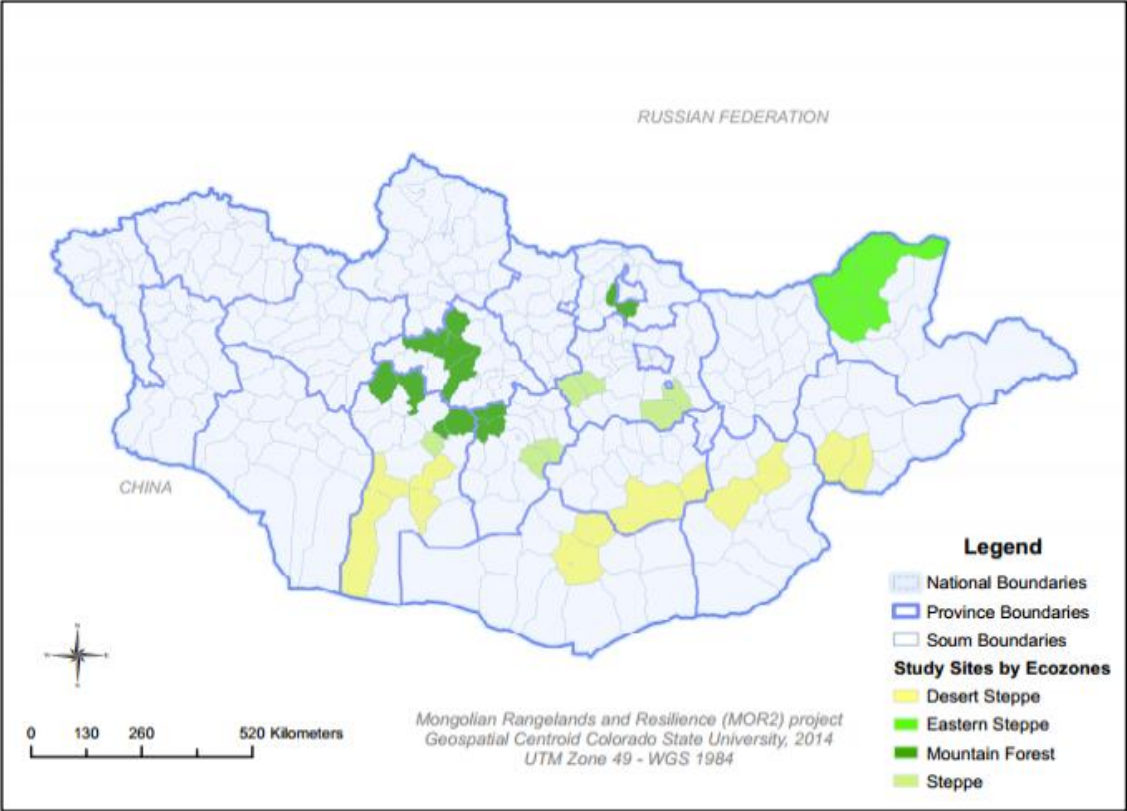 RUSSIAN FEDERATION
CHINA
Legend
National Boundaries
Province Boundaries
Soum Boundaries
Study Sites by Ecozones
Desert Steppe
Eastern Steppe
Mountain Forest
Steppe
N
S
0 130 260 520 Kilometers
Mongolian Rangelands and Resilience (MOR2) project
Geospatial Centroid Colorado State University, 2014
UTM Zone 49 - WGS 1984